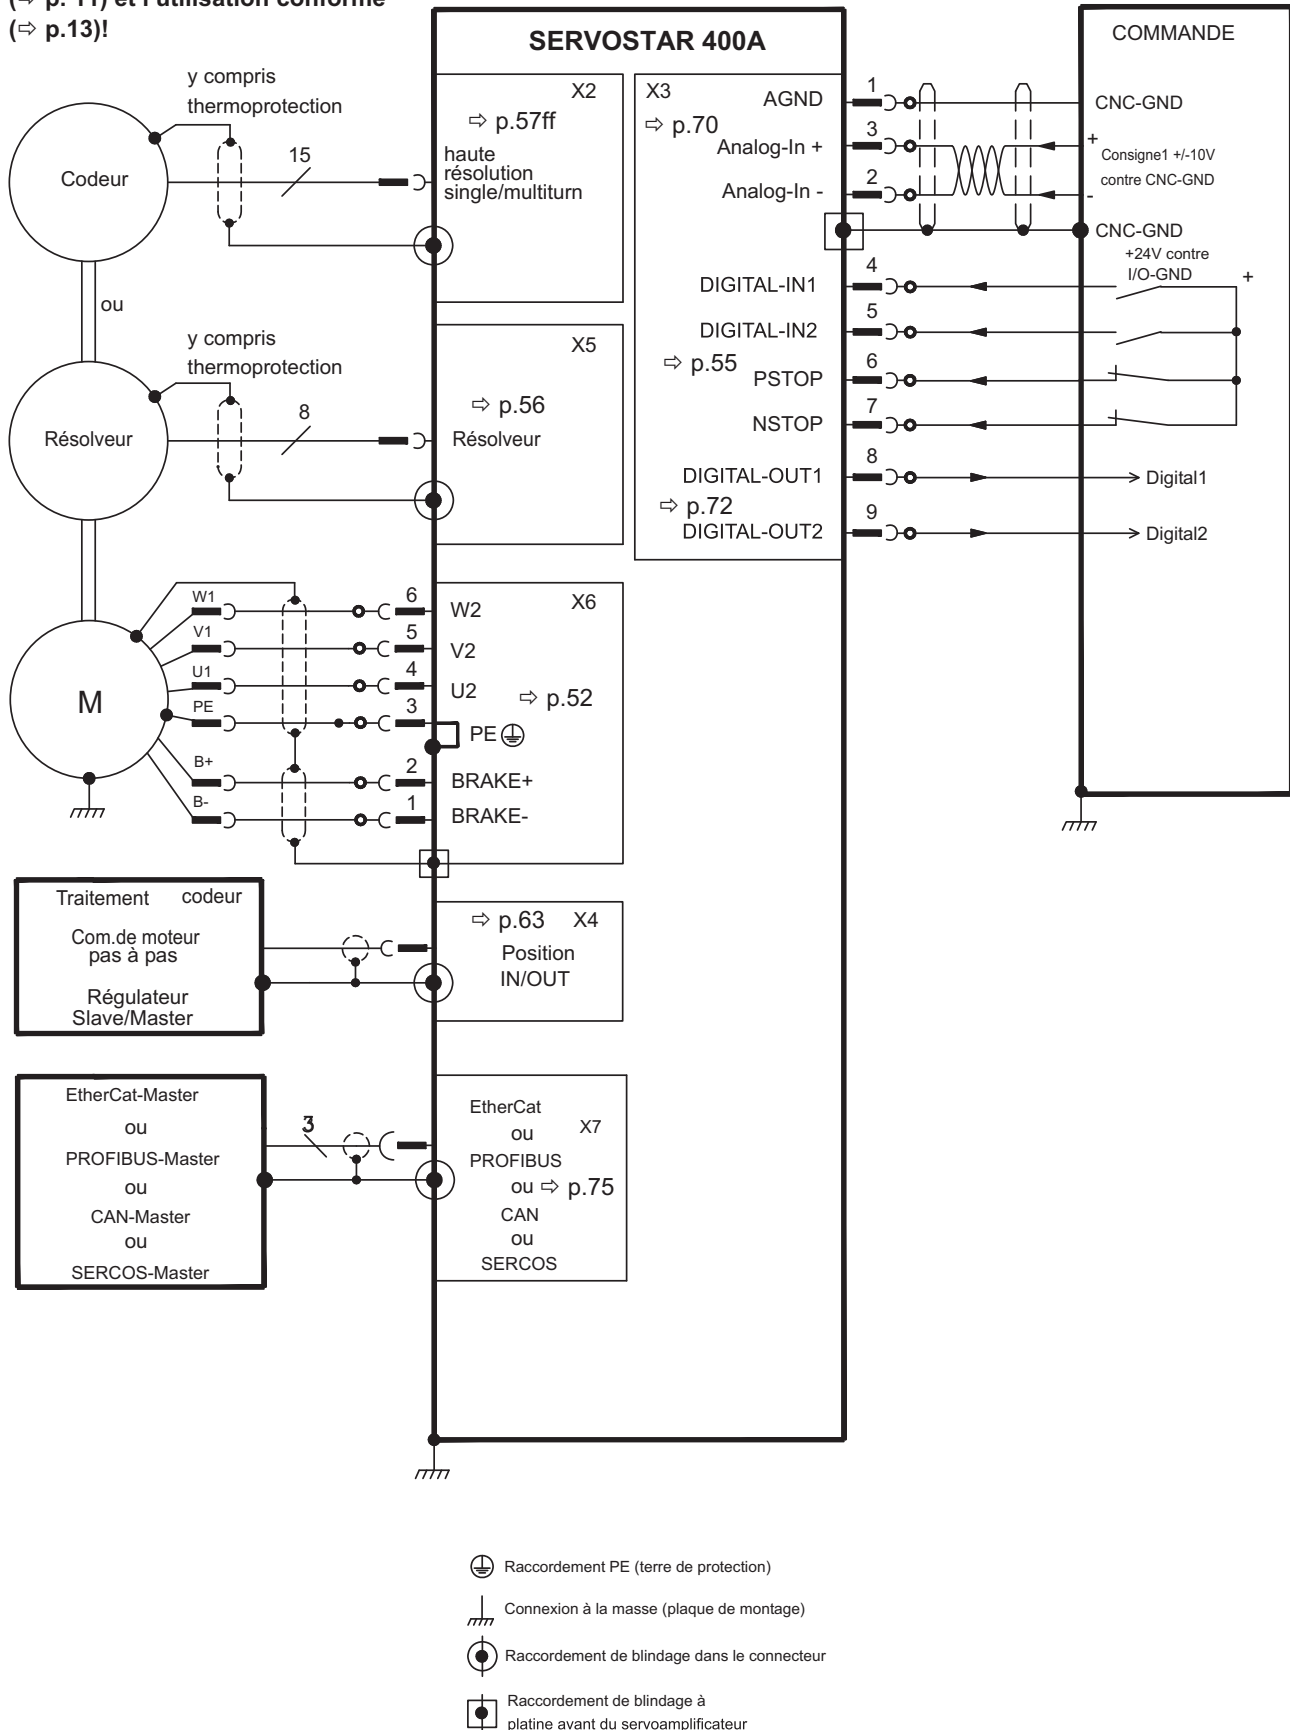 (⇨ p. 11) et l'utilisation conforme
(⇨ p.13)!
SERVOSTAR 400A
COMMANDE
y compris
thermoprotection
Codeur
15
X2
⇨ p.57ff
haute
résolution
single/multiturn
ou
y compris
thermoprotection
Résolveur
8
X5
⇨ p.56
Résolveur
X3
⇨ p.70
AGND
1
CNC-GND
Analog-In +
3
+
Consigne1 +/-10V
contre CNC-GND
Analog-In -
2
-
CNC-GND
+24V contre
I/O-GND
+
DIGITAL-IN1
4
DIGITAL-IN2
5
⇨ p.55
PSTOP
6
NSTOP
7
DIGITAL-OUT1
8
Digital1
⇨ p.72
DIGITAL-OUT2
9
Digital2
M
W1
6
W2
X6
V1
5
V2
U1
4
U2
⇨ p.52
PE
3
PE
B+
2
BRAKE+
B-
1
BRAKE-
Traitement codeur
Com.de moteur
pas à pas
Régulateur
Slave/Master
⇨ p.63 X4
Position
IN/OUT
EtherCat-Master
ou
PROFIBUS-Master
ou
CAN-Master
ou
SERCOS-Master
3
EtherCat
ou
X7
PROFIBUS
ou ⇨ p.75
CAN
ou
SERCOS
Raccordement PE (terre de protection)
Connexion à la masse (plaque de montage)
Raccordement de blindage dans le connecteur
Raccordement de blindage à
platine avant du servoamplificateur